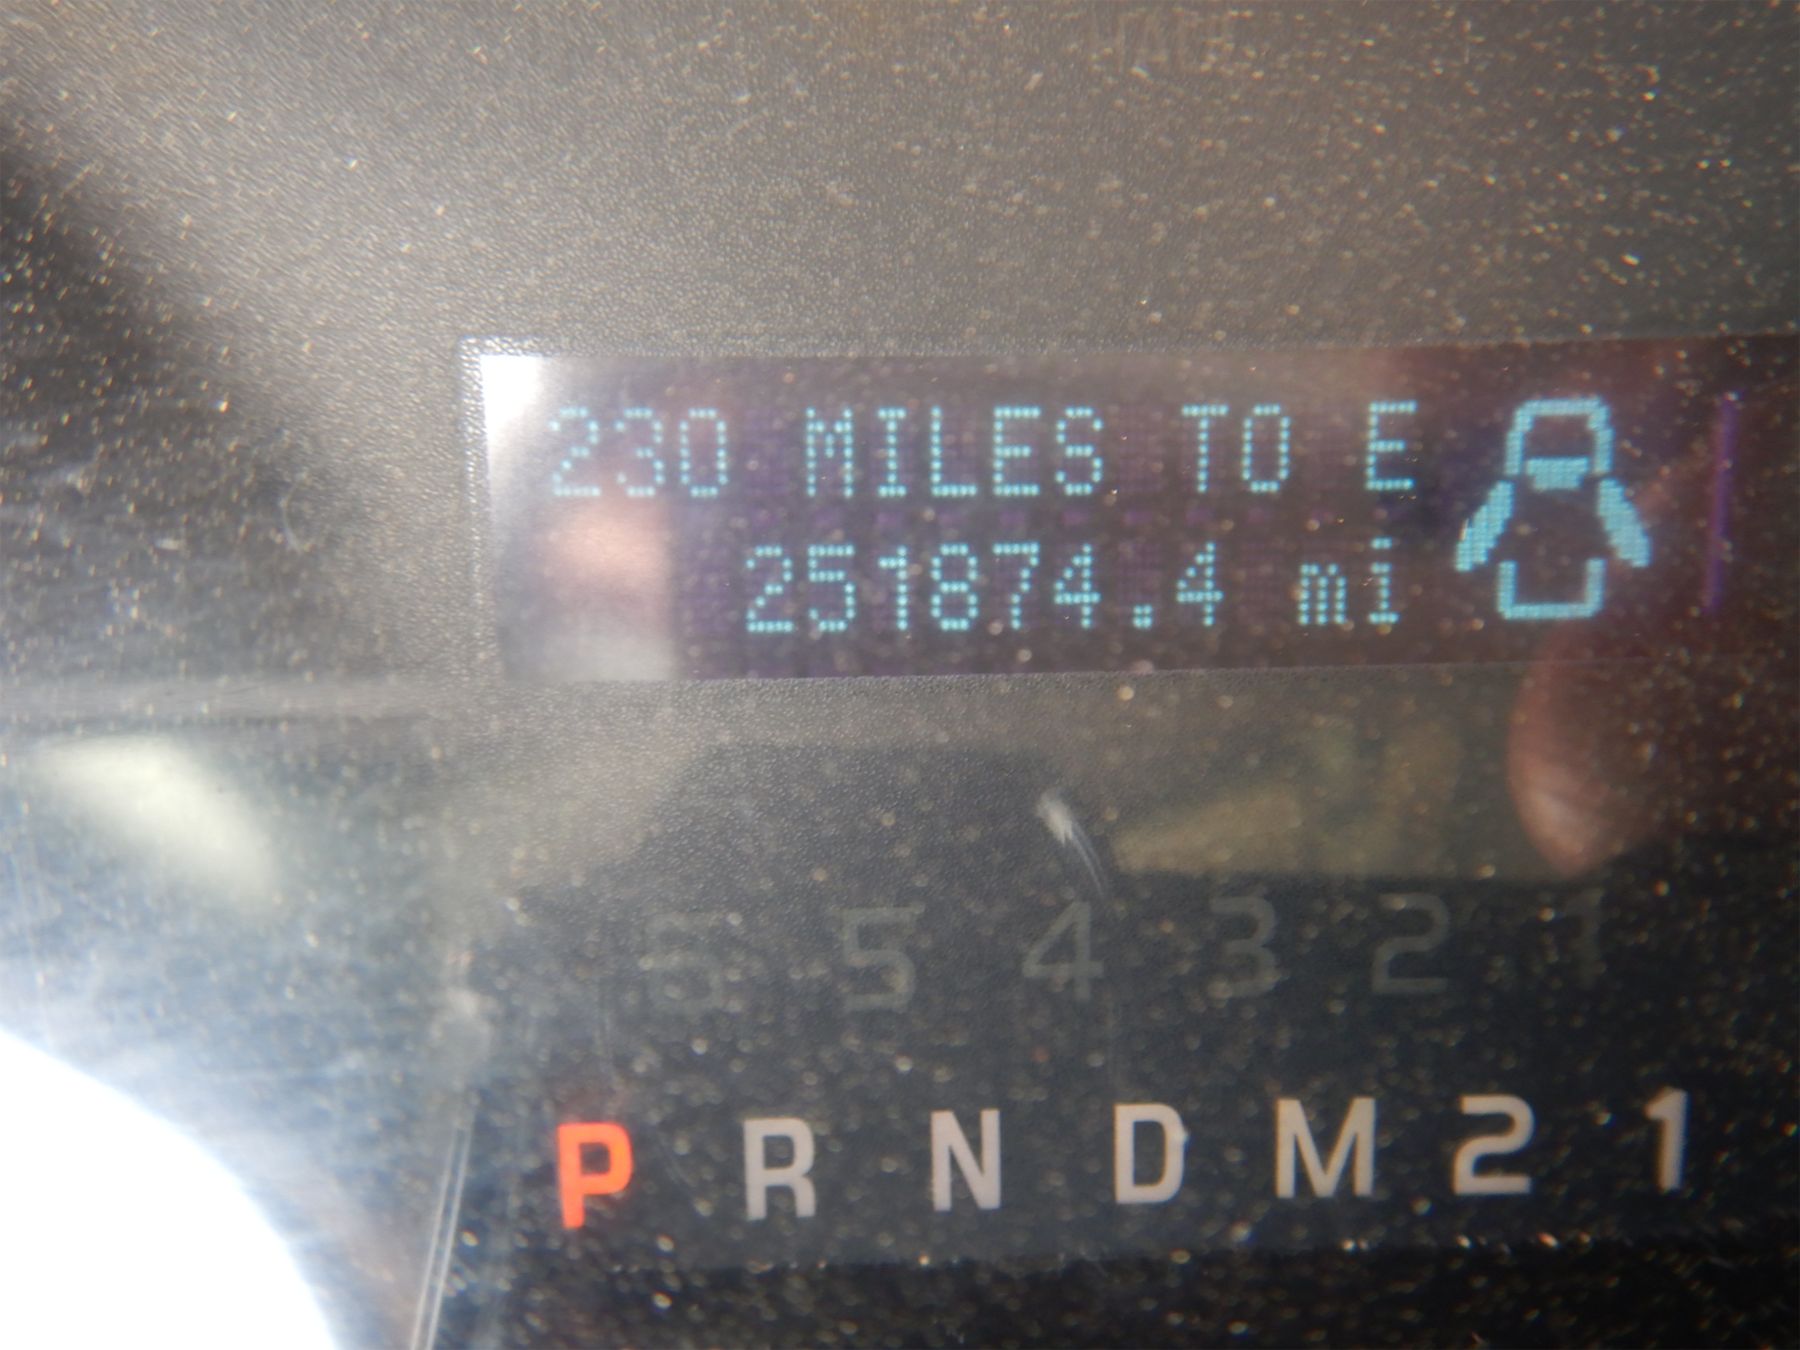 230 MILES TO E
251874.4 mi
6 5 4 3 2 1
P R N D M 2 1